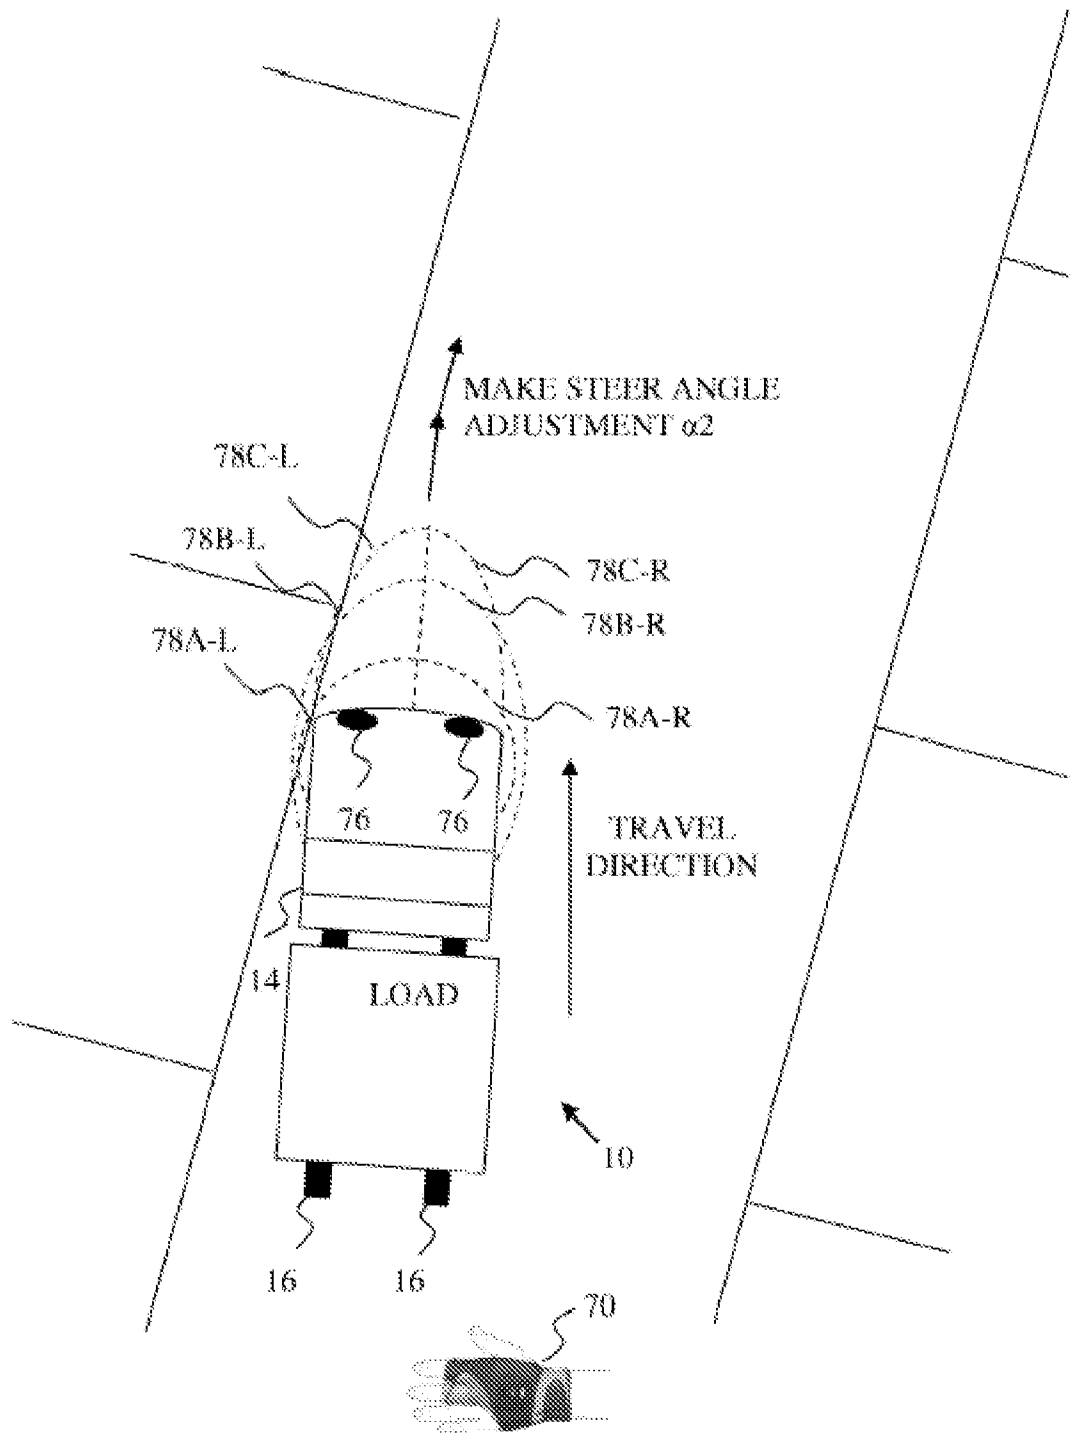 MAKE STEER ANGLE
ADJUSTMENT α2
78C-L
78B-L
78C-R
78B-R
78A-L
78A-R
76
76
TRAVEL
DIRECTION
14
LOAD
10
16
16
70